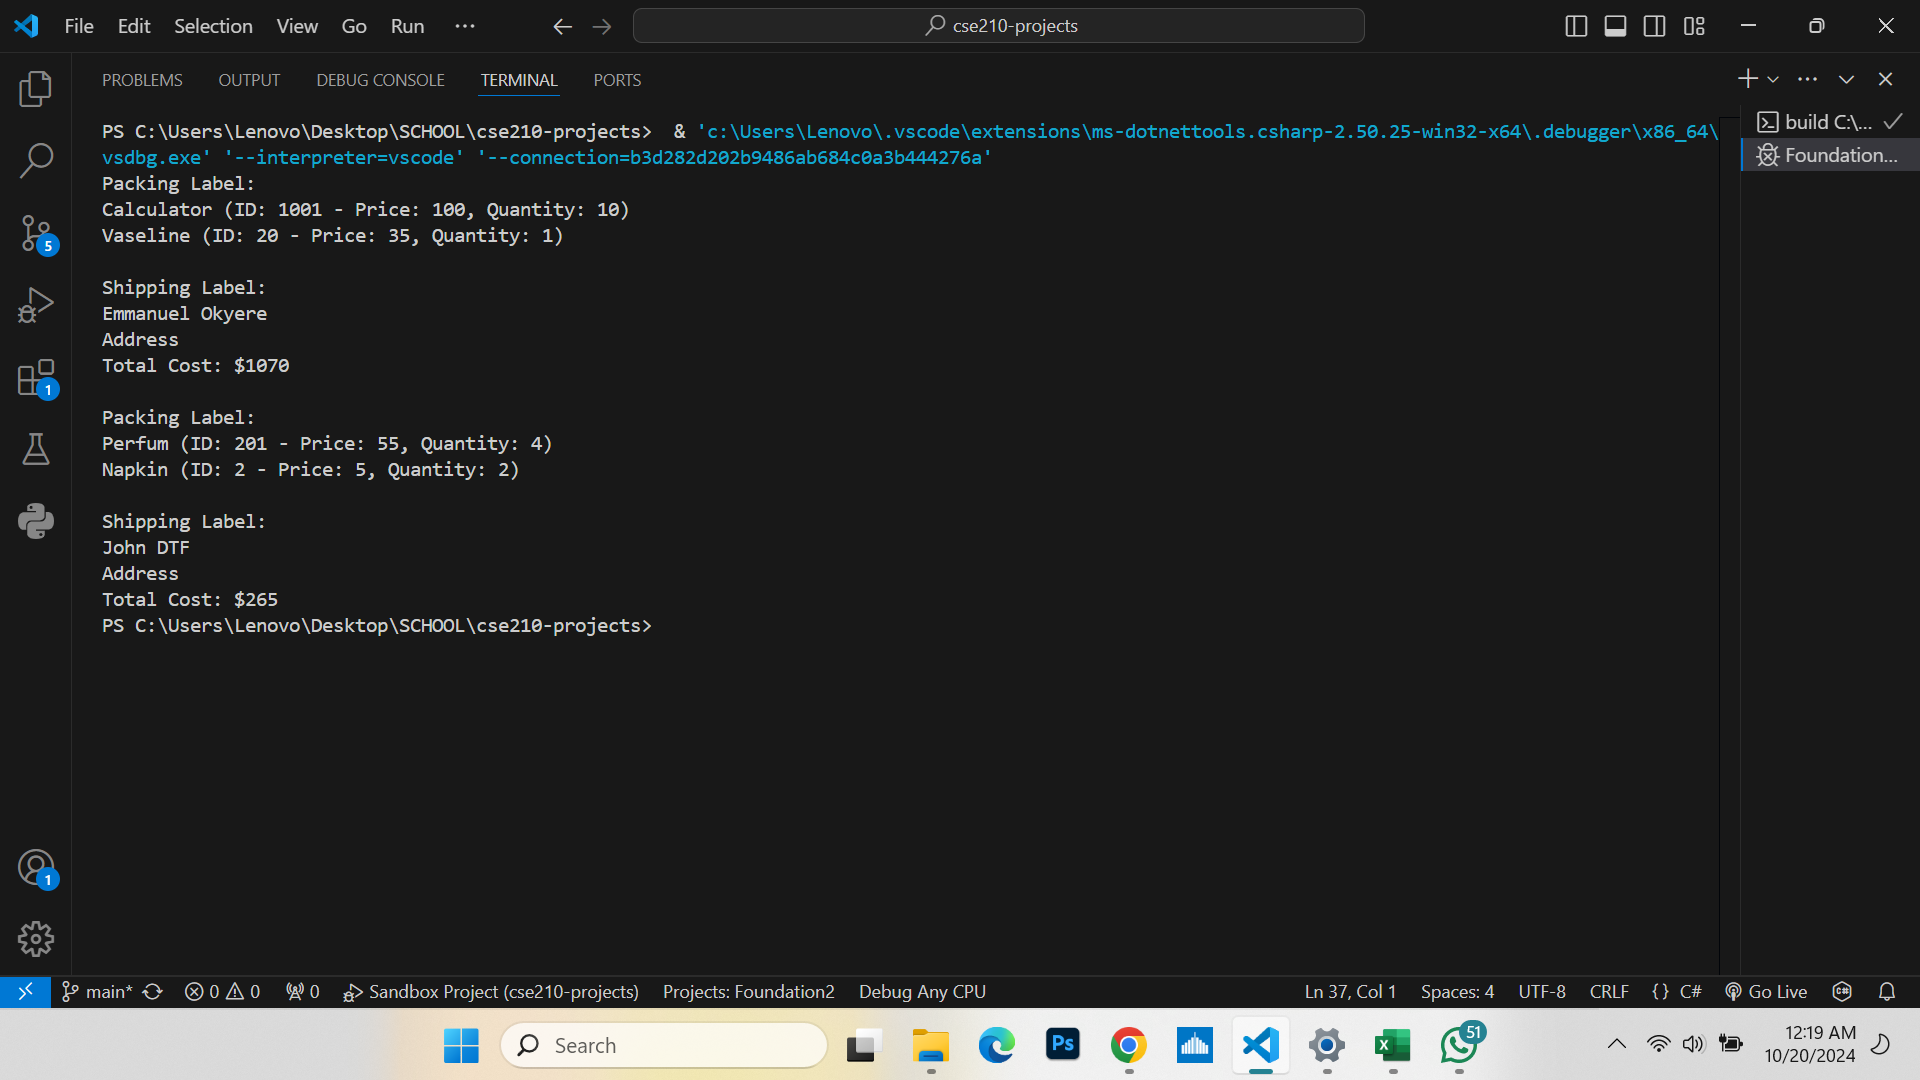 File Edit Selection View Go Run ··· cse210-projects
PROBLEMS OUTPUT DEBUG CONSOLE TERMINAL PORTS
PS C:\Users\Lenovo\Desktop\SCHOOL\cse210-projects>  & 'c:\Users\Lenovo\.vscode\extensions\ms-dotnettools.csharp-2.50.25-win32-x64\.debugger\x86_64\
vsdbg.exe' '--interpreter=vscode' '--connection=b3d282d202b9486ab684c0a3b444276a'
Packing Label:
Calculator (ID: 1001 - Price: 100, Quantity: 10)
Vaseline (ID: 20 - Price: 35, Quantity: 1)
Shipping Label:
Emmanuel Okyere
Address
Total Cost: $1070
Packing Label:
Perfum (ID: 201 - Price: 55, Quantity: 4)
Napkin (ID: 2 - Price: 5, Quantity: 2)
Shipping Label:
John DTF
Address
Total Cost: $265
PS C:\Users\Lenovo\Desktop\SCHOOL\cse210-projects>
build C:\...
Foundation...
5
1
1
main* 0 0 0 Sandbox Project (cse210-projects) Projects: Foundation2 Debug Any CPU Ln 37, Col 1 Spaces: 4 UTF-8 CRLF {} C# Go Live
Search Ps X 51 12:19 AM
10/20/2024